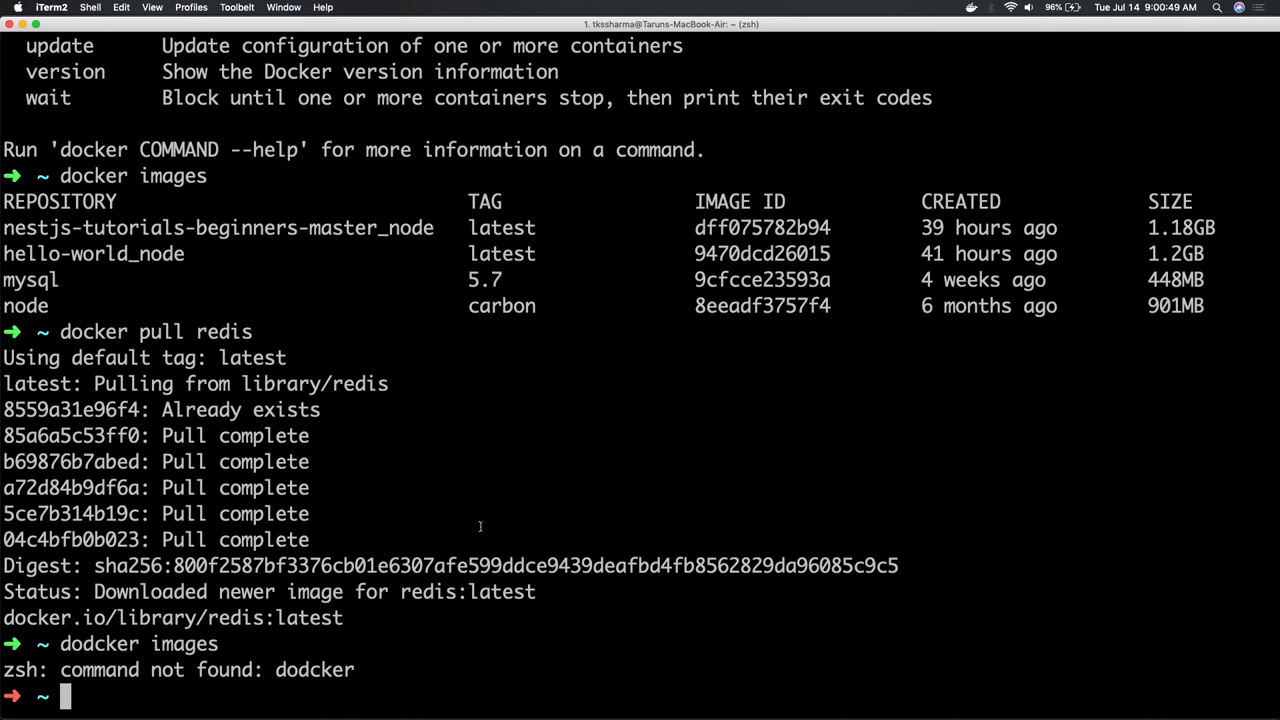 iTerm2 Shell Edit View Profiles Toolbelt Window Help 96% Tue Jul 14 9:00:49 AM
1. tkssharma@Taruns-MacBook-Air: ~ (zsh)
update Update configuration of one or more containers
version Show the Docker version information
wait Block until one or more containers stop, then print their exit codes
Run 'docker COMMAND --help' for more information on a command.
➜ ~ docker images
REPOSITORY TAG IMAGE ID CREATED SIZE
nestjs-tutorials-beginners-master_node latest dff075782b94 39 hours ago 1.18GB
hello-world_node latest 9470dcd26015 41 hours ago 1.2GB
mysql 5.7 9cfcce23593a 4 weeks ago 448MB
node carbon 8eeadf3757f4 6 months ago 901MB
➜ ~ docker pull redis
Using default tag: latest
latest: Pulling from library/redis
8559a31e96f4: Already exists
85a6a5c53ff0: Pull complete
b69876b7abed: Pull complete
a72d84b9df6a: Pull complete
5ce7b314b19c: Pull complete
04c4bfb0b023: Pull complete
Digest: sha256:800f2587bf3376cb01e6307afe599ddce9439deafbd4fb8562829da96085c9c5
Status: Downloaded newer image for redis:latest
docker.io/library/redis:latest
➜ ~ dodcker images
zsh: command not found: dodcker
➜ ~